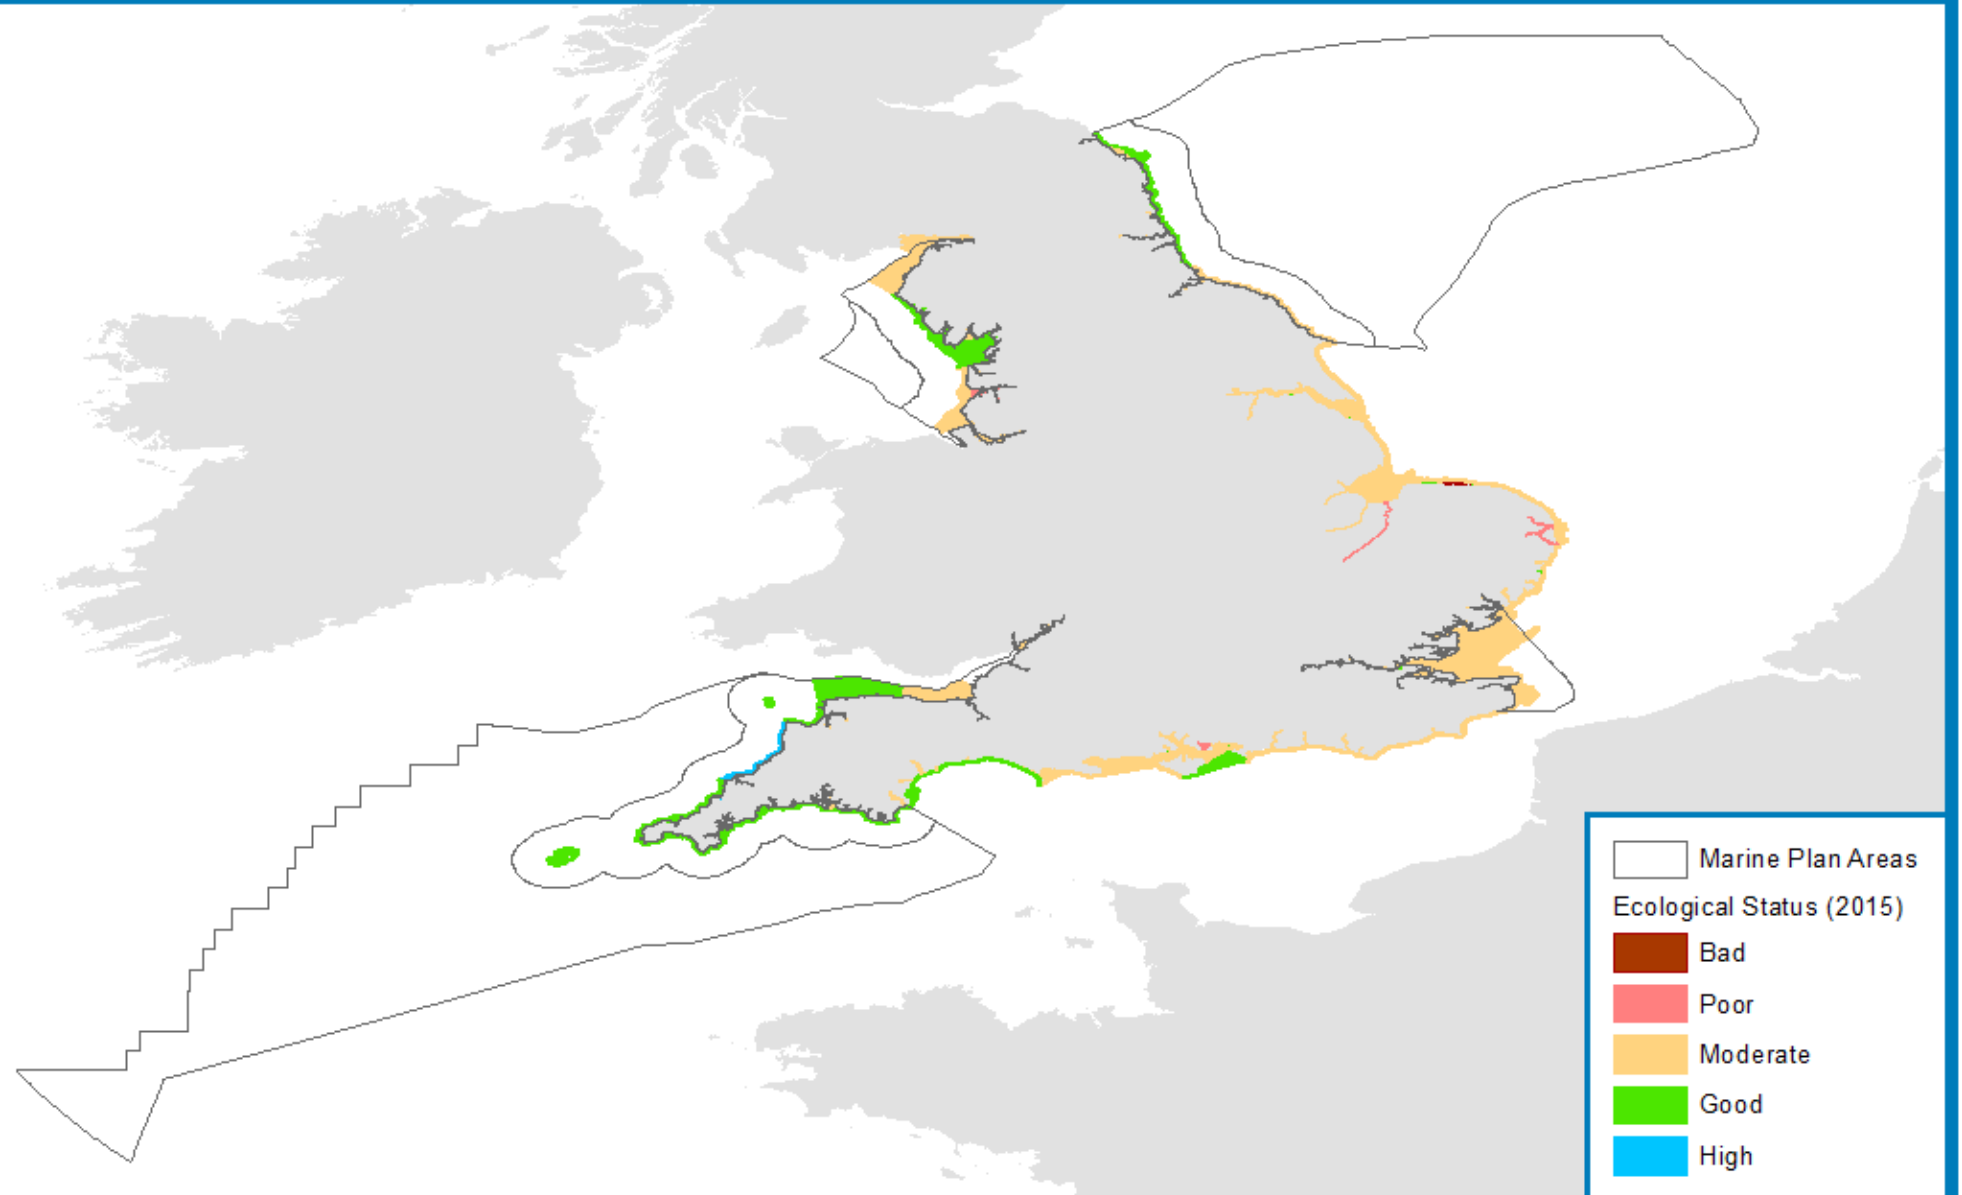 Marine Plan Areas
Ecological Status (2015)
Bad
Poor
Moderate
Good
High